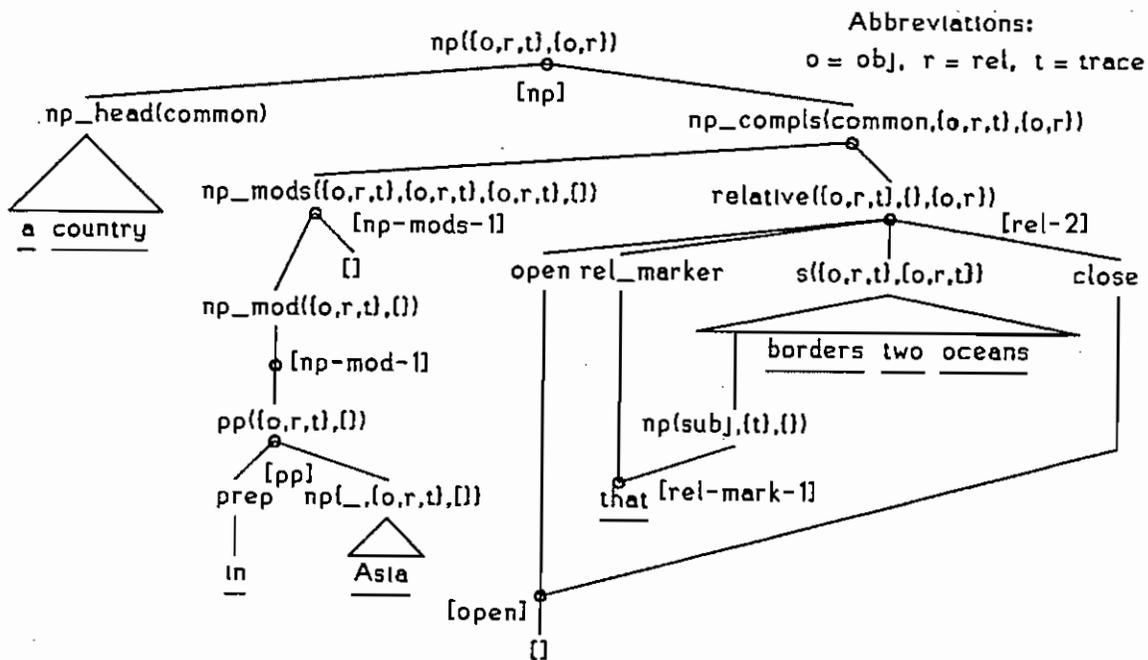 Abbreviations:
o = obj, r = rel, t = trace
np({o,r,t},{o,r})
[np]
np_head(common)
np_compls(common,{o,r,t},{o,r})
np_mods({o,r,t},{o,r,t},{o,r,t},{})
relative({o,r,t},{},{o,r})
a country
[np-mods-1]
[rel-2]
[]
open rel_marker
s({o,r,t},{o,r,t})
close
np_mod({o,r,t},{})
borders two oceans
[np-mod-1]
pp({o,r,t},{})
np(subj,{t},{})
[pp]
prep
np(_,{o,r,t},{})
that
[rel-mark-1]
in
Asia
[open]
[]